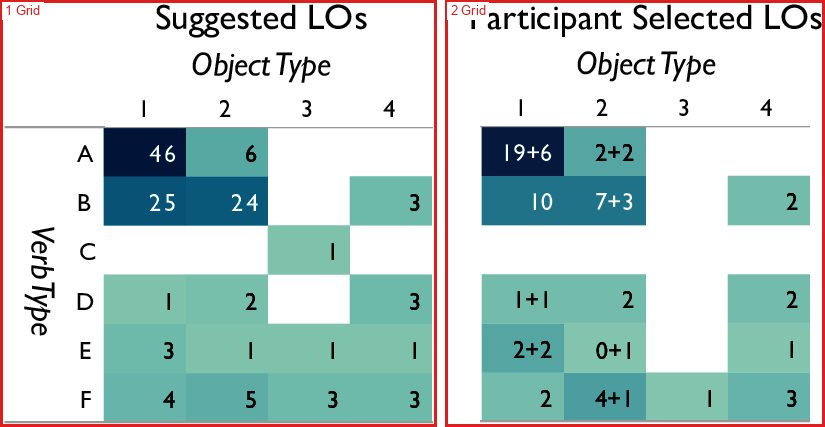 1 Grid
Suggested LOs
Object Type
1 2 3 4
Verb Type
A 46 6
B 25 24 3
C 1
D 1 2 3
E 3 1 1 1
F 4 5 3 3
2 Grid
Participant Selected LOs
Object Type
1 2 3 4
19+6 2+2
10 7+3 2
1+1 2 2
2+2 0+1 1
2 4+1 1 3